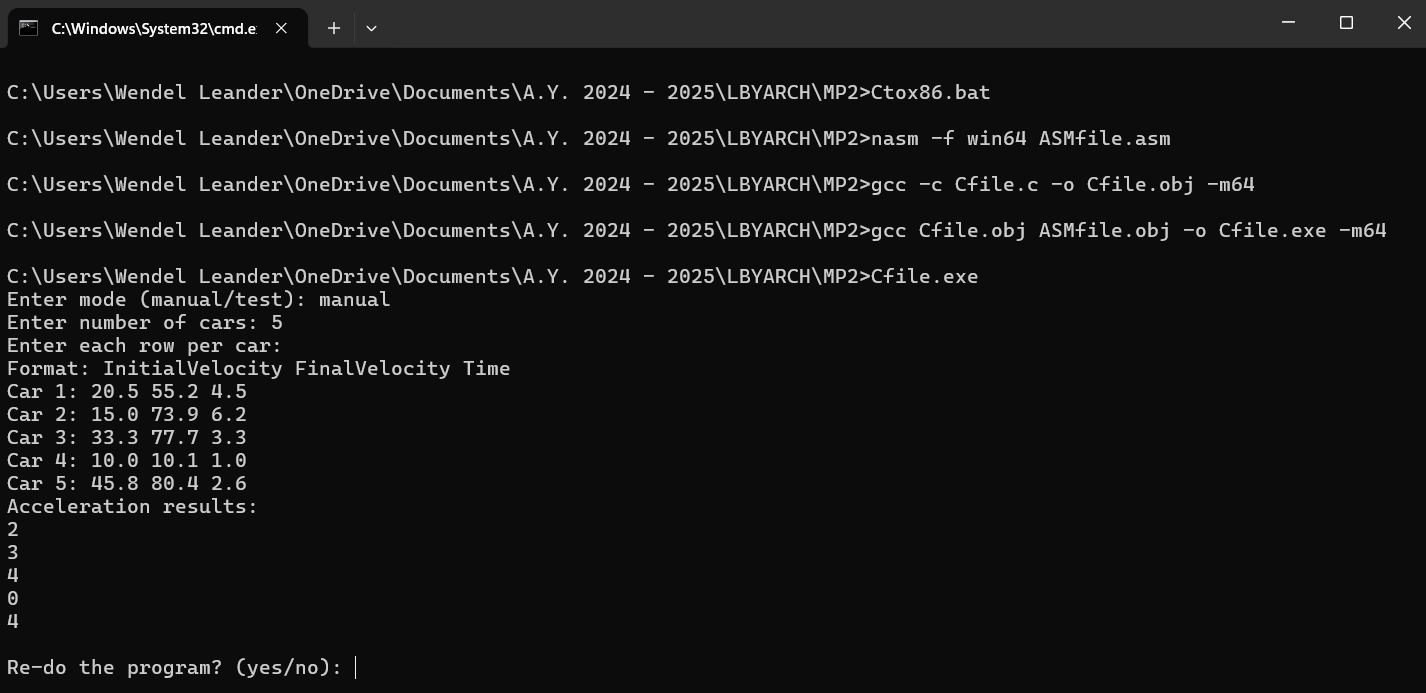 C:\Windows\System32\cmd.e
C:\Users\Wendel Leander\OneDrive\Documents\A.Y. 2024 - 2025\LBYARCH\MP2>Ctox86.bat
C:\Users\Wendel Leander\OneDrive\Documents\A.Y. 2024 - 2025\LBYARCH\MP2>nasm -f win64 ASMfile.asm
C:\Users\Wendel Leander\OneDrive\Documents\A.Y. 2024 - 2025\LBYARCH\MP2>gcc -c Cfile.c -o Cfile.obj -m64
C:\Users\Wendel Leander\OneDrive\Documents\A.Y. 2024 - 2025\LBYARCH\MP2>gcc Cfile.obj ASMfile.obj -o Cfile.exe -m64
C:\Users\Wendel Leander\OneDrive\Documents\A.Y. 2024 - 2025\LBYARCH\MP2>Cfile.exe
Enter mode (manual/test): manual
Enter number of cars: 5
Enter each row per car:
Format: InitialVelocity FinalVelocity Time
Car 1: 20.5 55.2 4.5
Car 2: 15.0 73.9 6.2
Car 3: 33.3 77.7 3.3
Car 4: 10.0 10.1 1.0
Car 5: 45.8 80.4 2.6
Acceleration results:
2
3
4
0
4
Re-do the program? (yes/no):